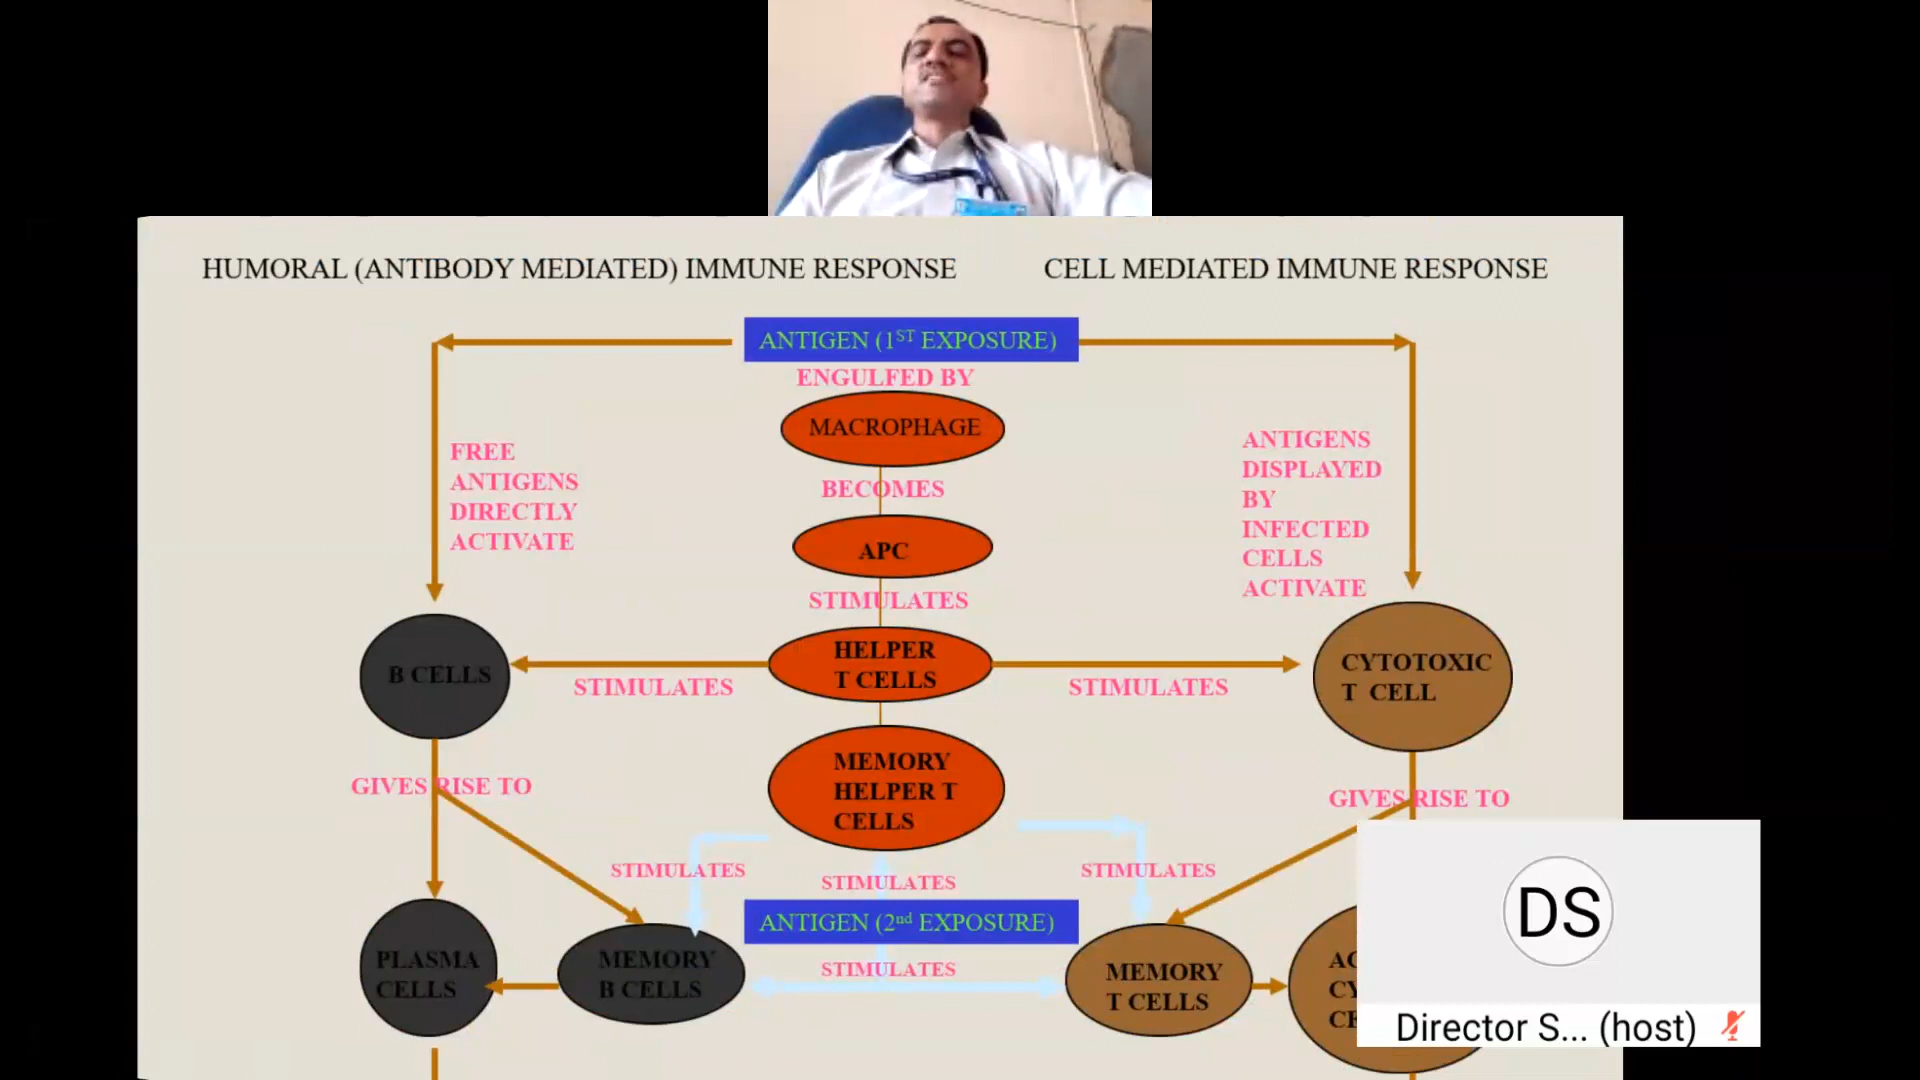 HUMORAL (ANTIBODY MEDIATED) IMMUNE RESPONSE
CELL MEDIATED IMMUNE RESPONSE
ANTIGEN (1ST EXPOSURE)
ENGULFED BY
MACROPHAGE
BECOMES
APC
STIMULATES
FREE
ANTIGENS
DIRECTLY
ACTIVATE
ANTIGENS
DISPLAYED
BY
INFECTED
CELLS
ACTIVATE
B CELLS
STIMULATES
HELPER
T CELLS
STIMULATES
CYTOTOXIC
T CELL
GIVES RISE TO
MEMORY
HELPER T
CELLS
GIVES RISE TO
STIMULATES
STIMULATES
STIMULATES
ANTIGEN (2nd EXPOSURE)
STIMULATES
PLASMA
CELLS
MEMORY
B CELLS
MEMORY
T CELLS
DS
Director S... (host)